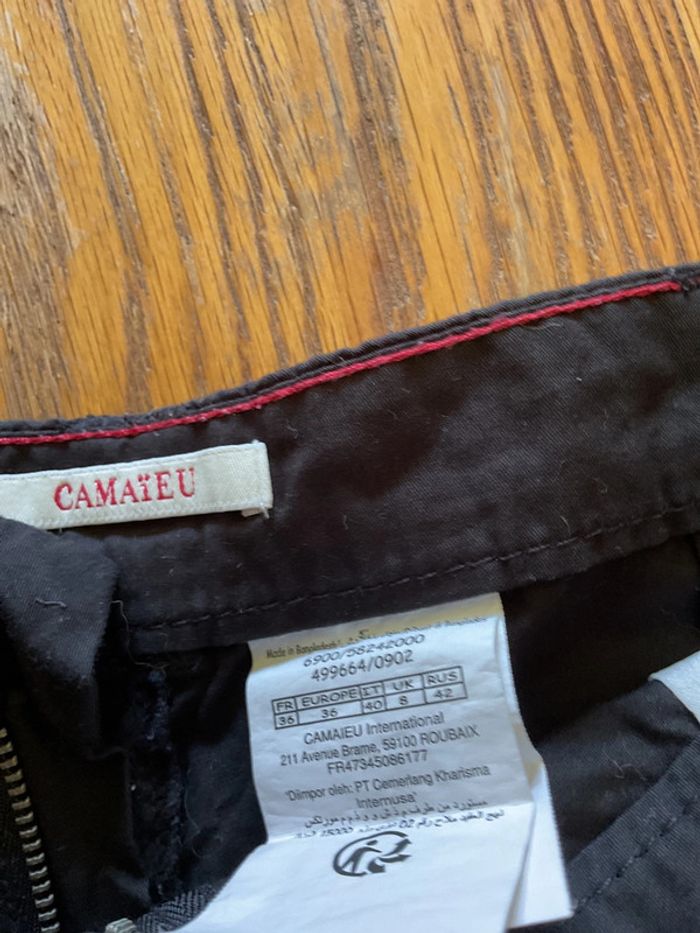 CAMAÏEU
Made in Bangladesh/
6900/58242000
499664/0902
FR EUROPE IT UK RUS
36 36 40 8 42
CAMAIEU International
211 Avenue Brame, 59100 ROUBAIX
FR47345086177
'Diimpor oleh: PT Cemerlang Kharisma
Internusa'